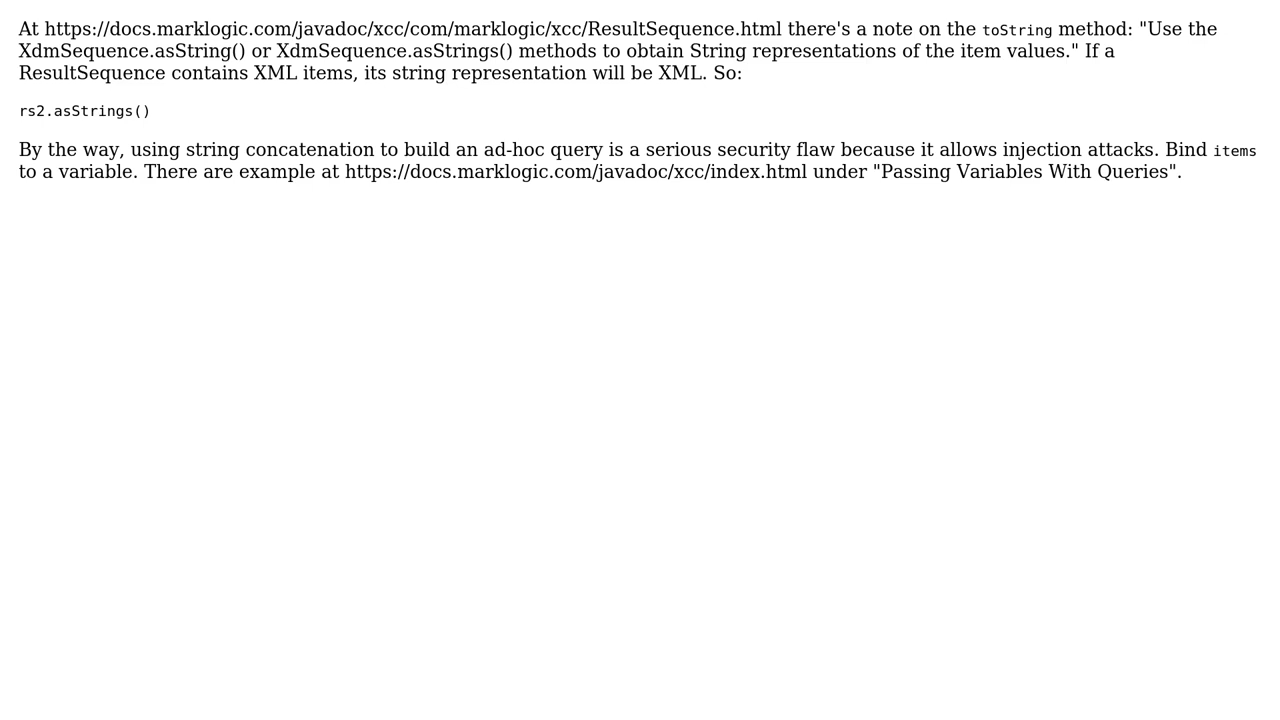 At https://docs.marklogic.com/javadoc/xcc/com/marklogic/xcc/ResultSequence.html there's a note on the toString method: "Use the
XdmSequence.asString() or XdmSequence.asStrings() methods to obtain String representations of the item values." If a
ResultSequence contains XML items, its string representation will be XML. So:
rs2.asStrings()
By the way, using string concatenation to build an ad-hoc query is a serious security flaw because it allows injection attacks. Bind items
to a variable. There are example at https://docs.marklogic.com/javadoc/xcc/index.html under "Passing Variables With Queries".